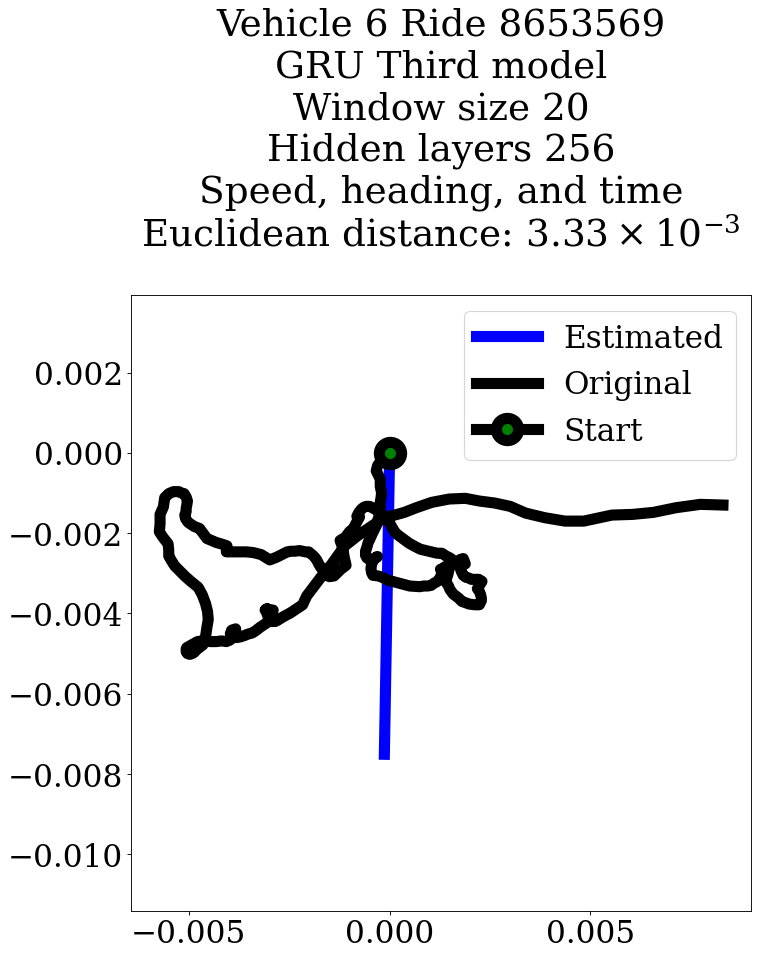 Vehicle 6 Ride 8653569
GRU Third model
Window size 20
Hidden layers 256
Speed, heading, and time
Euclidean distance: 3.33 × 10⁻³
Estimated
Original
Start
0.002
0.000
−0.002
−0.004
−0.006
−0.008
−0.010
−0.005 0.000 0.005